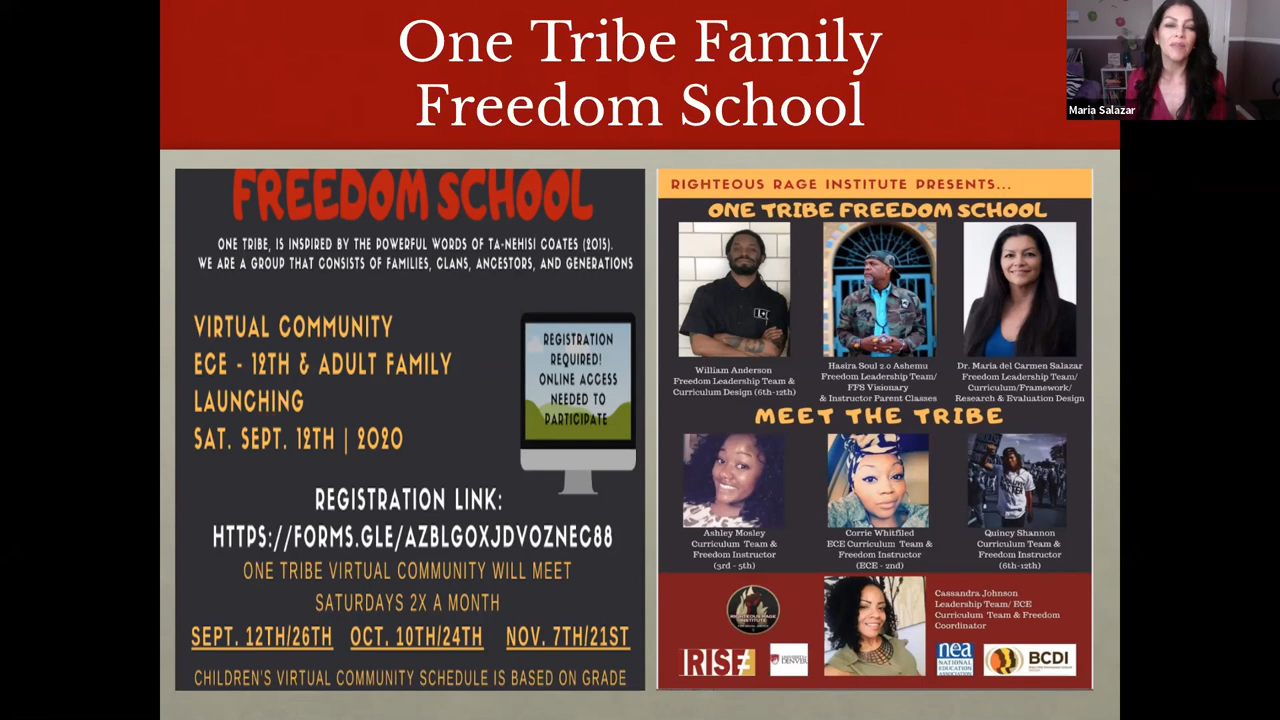 One Tribe Family
Freedom School
Maria Salazar
FREEDOM SCHOOL
ONE TRIBE, IS INSPIRED BY THE POWERFUL WORDS OF TA-NEHISI COATES (2015).
WE ARE A GROUP THAT CONSISTS OF FAMILIES, CLANS, ANCESTORS, AND GENERATIONS
VIRTUAL COMMUNITY
ECE - 12TH & ADULT FAMILY
LAUNCHING
SAT. SEPT. 12TH | 2020
REGISTRATION
REQUIRED!
ONLINE ACCESS
NEEDED TO
PARTICIPATE
REGISTRATION LINK:
HTTPS://FORMS.GLE/AZBLGOXJDVOZNEC88
ONE TRIBE VIRTUAL COMMUNITY WILL MEET
SATURDAYS 2X A MONTH
SEPT. 12TH/26TH OCT. 10TH/24TH NOV. 7TH/21ST
CHILDREN'S VIRTUAL COMMUNITY SCHEDULE IS BASED ON GRADE
RIGHTEOUS RAGE INSTITUTE PRESENTS...
ONE TRIBE FREEDOM SCHOOL
William Anderson
Freedom Leadership Team &
Curriculum Design (6th-12th)
Hasira Soul 2.0 Ashemu
Freedom Leadership Team/
FFS Visionary
& Instructor Parent Classes
Dr. Maria del Carmen Salazar
Freedom Leadership Team/
Curriculum/Framework/
Research & Evaluation Design
MEET THE TRIBE
Ashley Mosley
Curriculum Team &
Freedom Instructor
(3rd - 5th)
Corrie Whitfiled
ECE Curriculum Team &
Freedom Instructor
(ECE - 2nd)
Quincy Shannon
Curriculum Team &
Freedom Instructor
(6th-12th)
RIGHTEOUS RAGE
INSTITUTE
Cassandra Johnson
Leadership Team/ ECE
Curriculum Team & Freedom
Coordinator
RISE
UNIVERSITY of
DENVER
nea
NATIONAL
EDUCATION
ASSOCIATION
BCDI